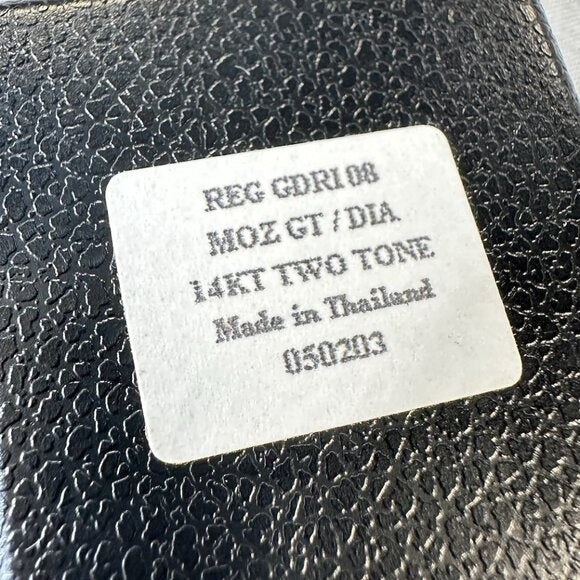 REG GDRI 08
MOZ GT / DIA
14KT TWO TONE
Made in Thailand
050203